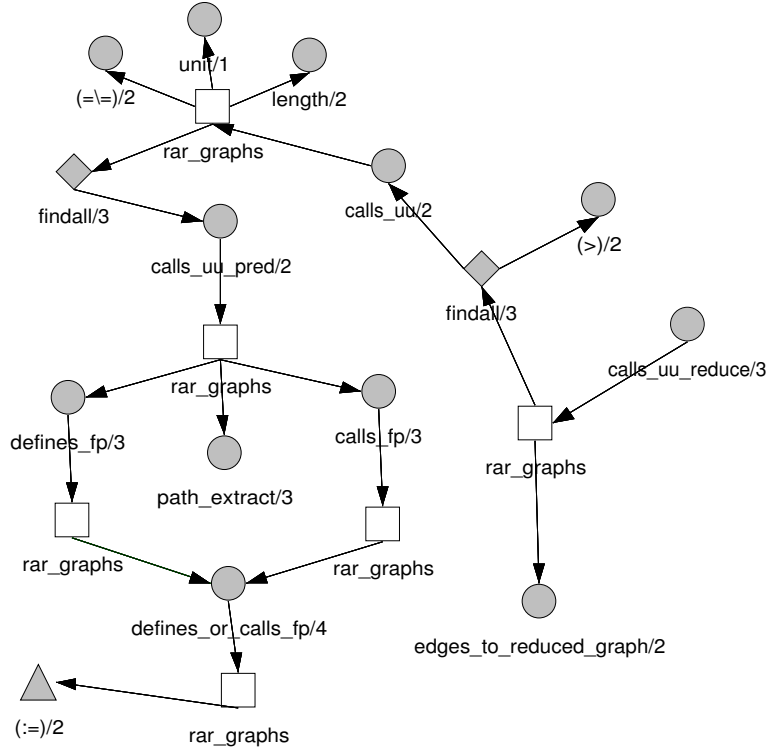 unit/1
(=\=)/2
length/2
rar_graphs
findall/3
calls_uu/2
(>)/2
calls_uu_pred/2
findall/3
calls_uu_reduce/3
rar_graphs
defines_fp/3
calls_fp/3
rar_graphs
path_extract/3
rar_graphs
rar_graphs
defines_or_calls_fp/4
edges_to_reduced_graph/2
(:=)/2
rar_graphs